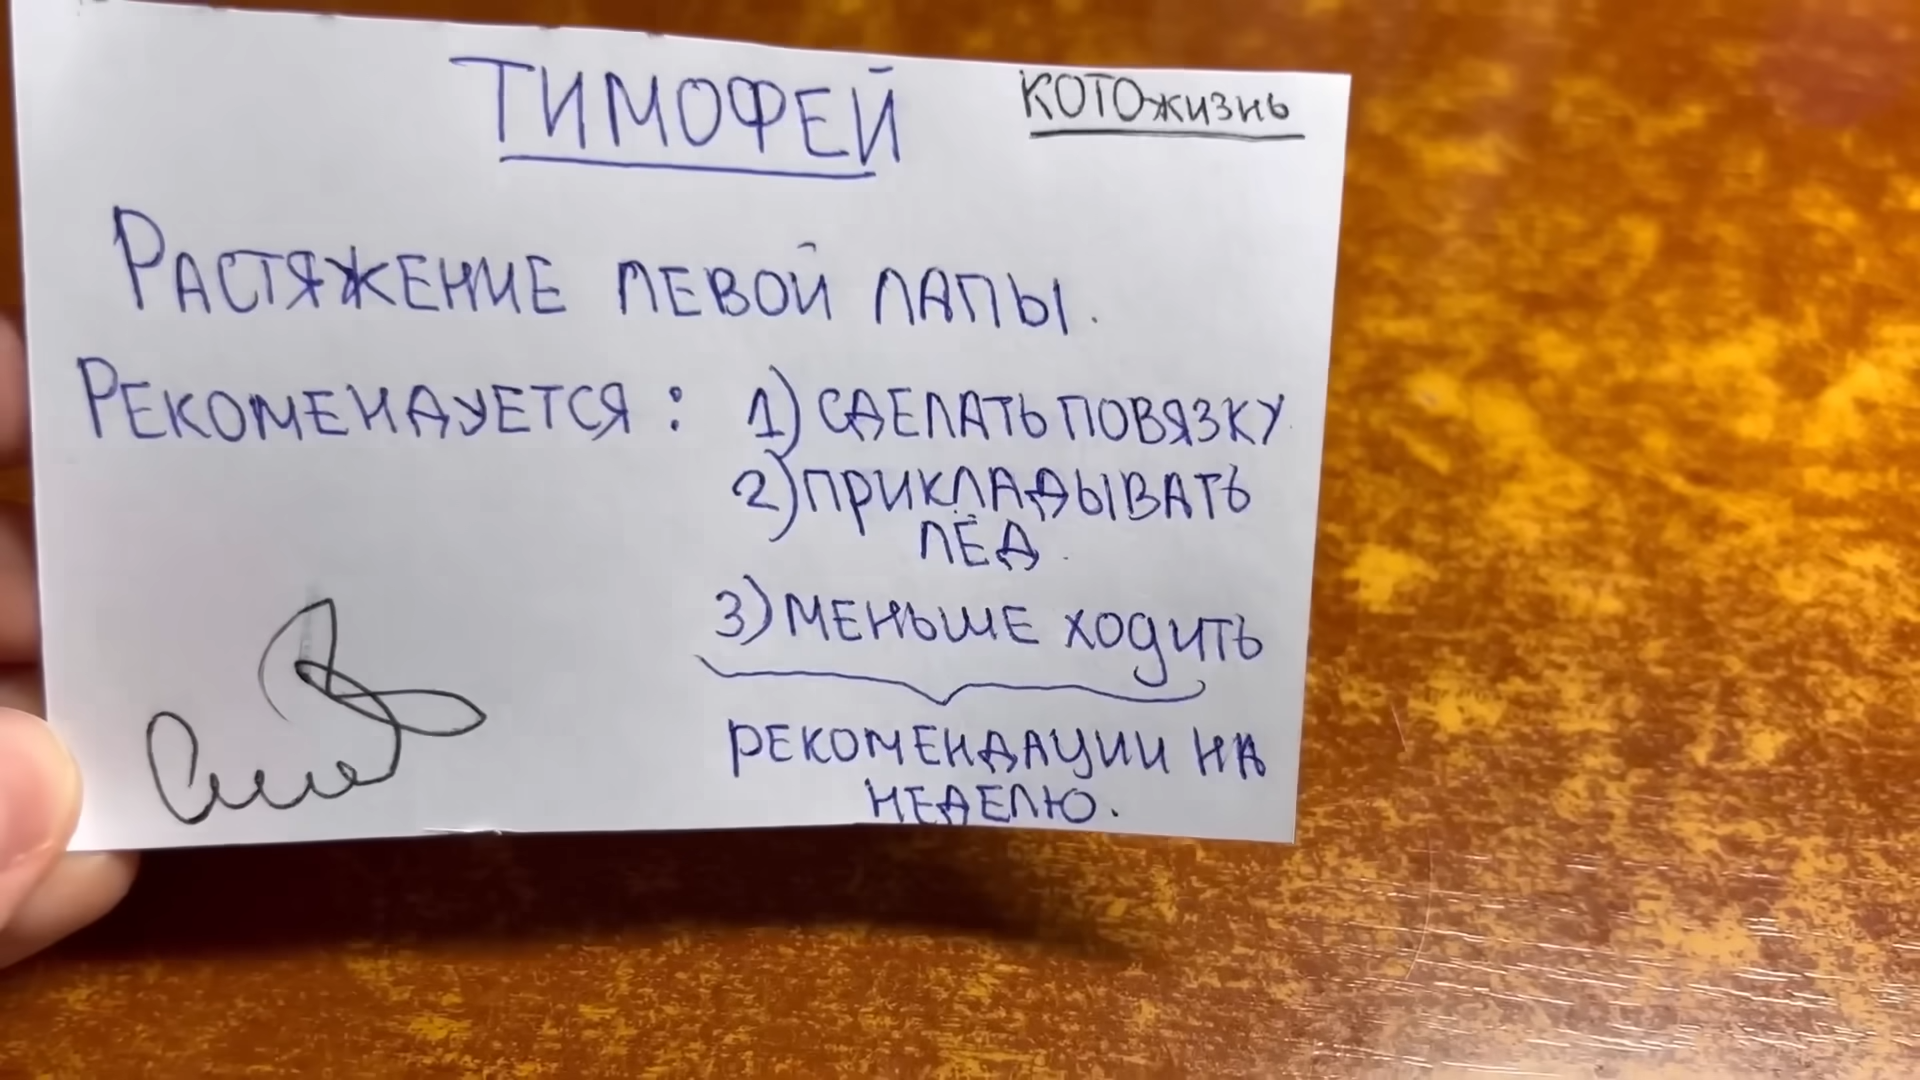 ТИМОФЕЙ
КОТОжизнь
РАСТЯЖЕНИЕ ЛЕВОЙ ЛАПЫ.
РЕКОМЕНДУЕТСЯ: 1) СДЕЛАТЬ ПОВЯЗКУ
2) ПРИКЛАДЫВАТЬ
ЛЁД.
3) МЕНЬШЕ ХОДИТЬ
РЕКОМЕНДАЦИИ НА
НЕДЕЛЮ.